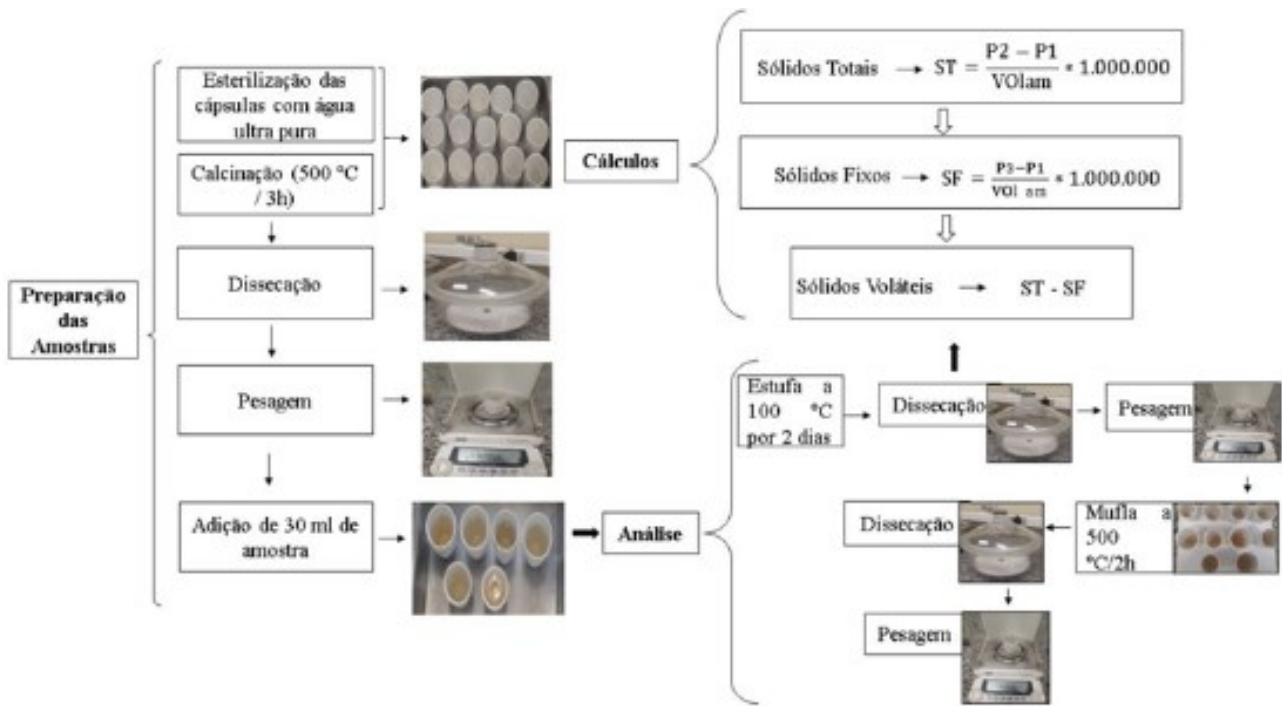 Preparação
das
Amostras
Esterilização das
cápsulas com água
ultra pura
Calcinação (500 °C
/ 3h)
Dissecação
Pesagem
Adição de 30 ml de
amostra
Cálculos
Sólidos Totais → ST = P2 − P1 / VOlam * 1.000.000
Sólidos Fixos → SF = P3−P1 / VOl am * 1.000.000
Sólidos Voláteis → ST - SF
Análise
Estufa a
100 °C
por 2 dias
Dissecação
Pesagem
Mufla a
500
°C/2h
Dissecação
Pesagem